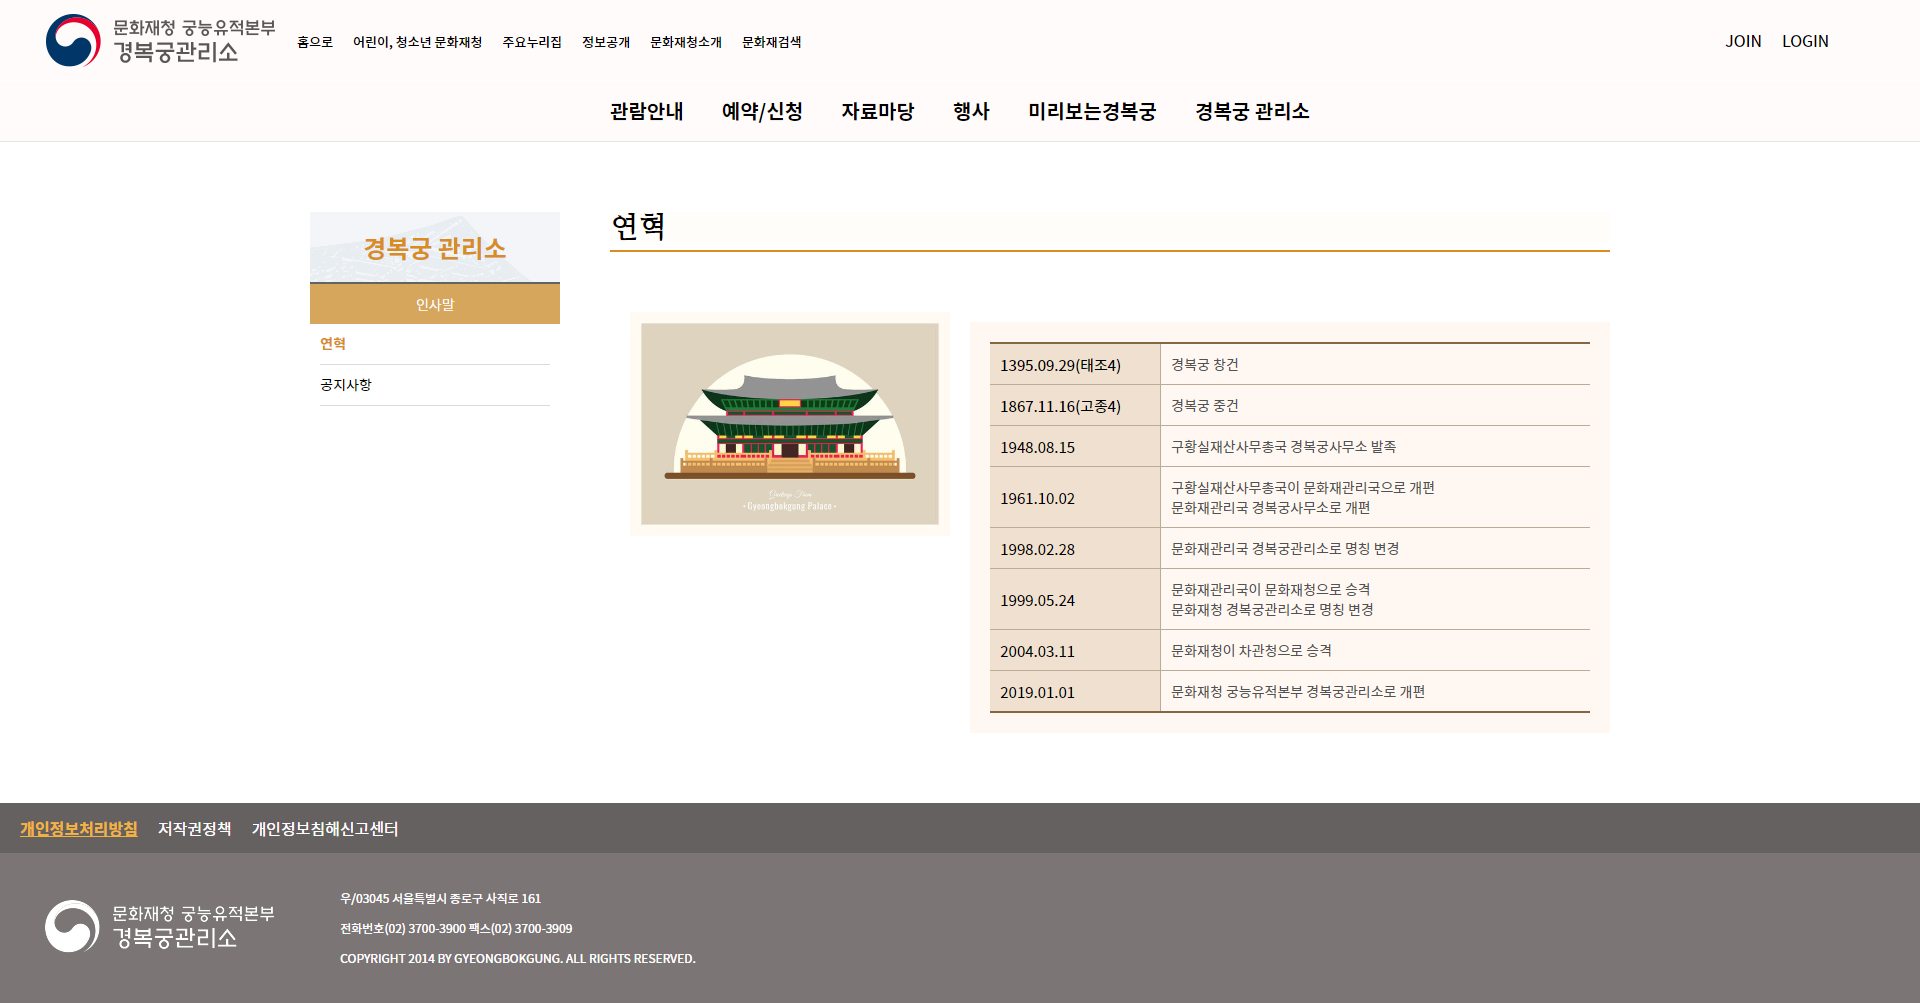 문화재청 궁능유적본부
경복궁관리소
홈으로 어린이, 청소년 문화재청 주요누리집 정보공개 문화재청소개 문화재검색
JOIN LOGIN
관람안내 예약/신청 자료마당 행사 미리보는경복궁 경복궁 관리소
경복궁 관리소
인사말
연혁
공지사항
연혁
Greetings From
• Gyeongbokgung Palace •
1395.09.29(태조4) 경복궁 창건
1867.11.16(고종4) 경복궁 중건
1948.08.15 구황실재산사무총국 경복궁사무소 발족
1961.10.02 구황실재산사무총국이 문화재관리국으로 개편
문화재관리국 경복궁사무소로 개편
1998.02.28 문화재관리국 경복궁관리소로 명칭 변경
1999.05.24 문화재관리국이 문화재청으로 승격
문화재청 경복궁관리소로 명칭 변경
2004.03.11 문화재청이 차관청으로 승격
2019.01.01 문화재청 궁능유적본부 경복궁관리소로 개편
개인정보처리방침 저작권정책 개인정보침해신고센터
문화재청 궁능유적본부
경복궁관리소
우/03045 서울특별시 종로구 사직로 161
전화번호(02) 3700-3900 팩스(02) 3700-3909
COPYRIGHT 2014 BY GYEONGBOKGUNG. ALL RIGHTS RESERVED.